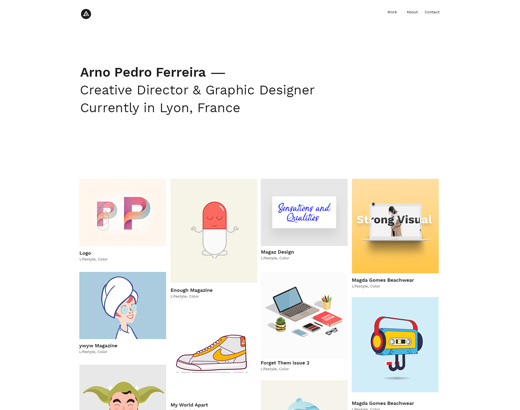 Work About Contact
Arno Pedro Ferreira —
Creative Director & Graphic Designer
Currently in Lyon, France
PP
Logo
Lifestyle, Color
ywyw Magazine
Lifestyle, Color
Enough Magazine
Lifestyle, Color
My World Apart
Sensations and
Qualities
Magaz Design
Lifestyle, Color
Forget Them Issue 2
Lifestyle, Color
Strong Visual
Magda Gomes Beachwear
Lifestyle, Color
Magda Gomes Beachwear
Lifestyle, Color